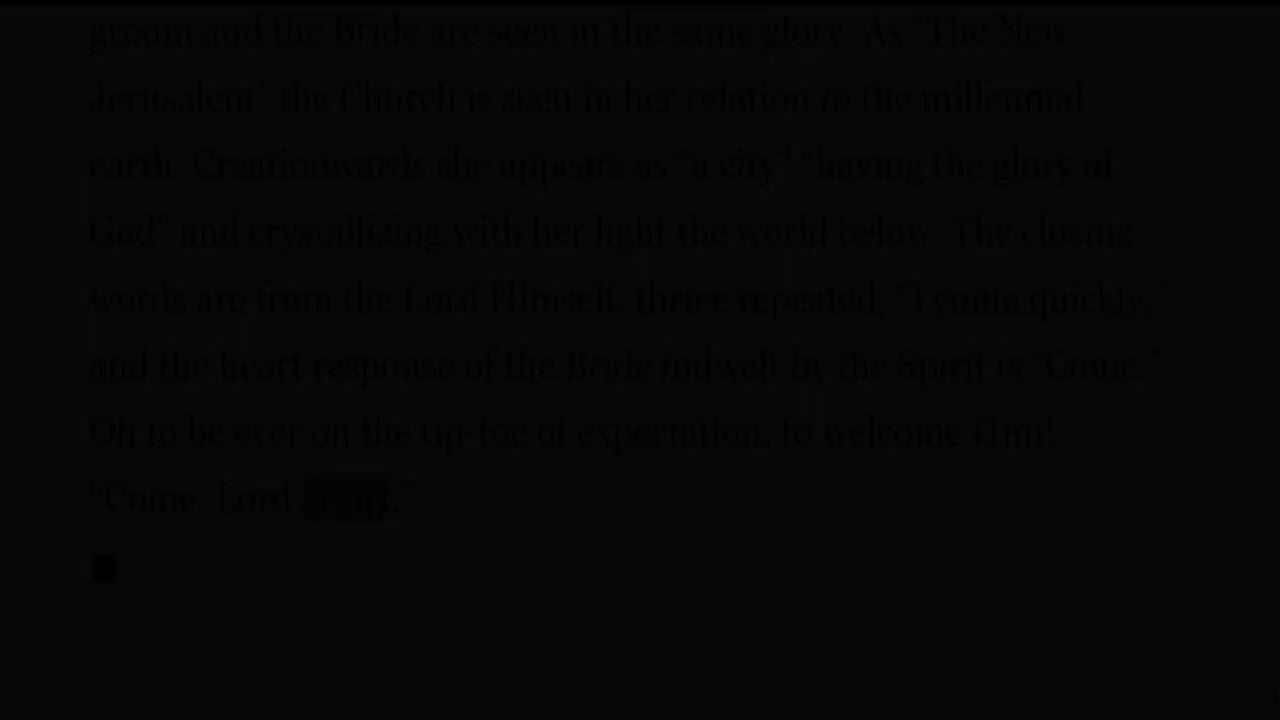 groom and the Bride are seen in the same glory. As “The New
Jerusalem” the Church is seen in her relation to the millennial
earth. Creationwards she appears as “a city” “having the glory of
God” and crystallizing with her light the world below. The closing
words are from the Lord Himself, thrice repeated, “I come quickly,”
and the heart response of the Bride indwelt by the Spirit is “Come.”
Oh to be ever on the tip-toe of expectation, to welcome Him!
“Come, Lord Jesus.”